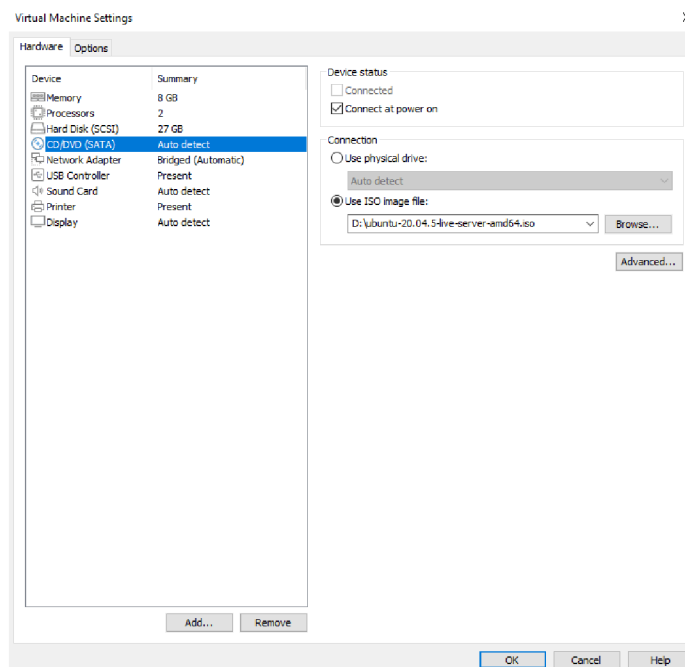 Virtual Machine Settings
Hardware Options
Device Summary
Memory 8 GB
Processors 2
Hard Disk (SCSI) 27 GB
CD/DVD (SATA) Auto detect
Network Adapter Bridged (Automatic)
USB Controller Present
Sound Card Auto detect
Printer Present
Display Auto detect
Add... Remove
Device status
Connected
Connect at power on
Connection
Use physical drive:
Auto detect
Use ISO image file:
D:\ubuntu-20.04.5-live-server-amd64.iso Browse...
Advanced...
OK Cancel Help